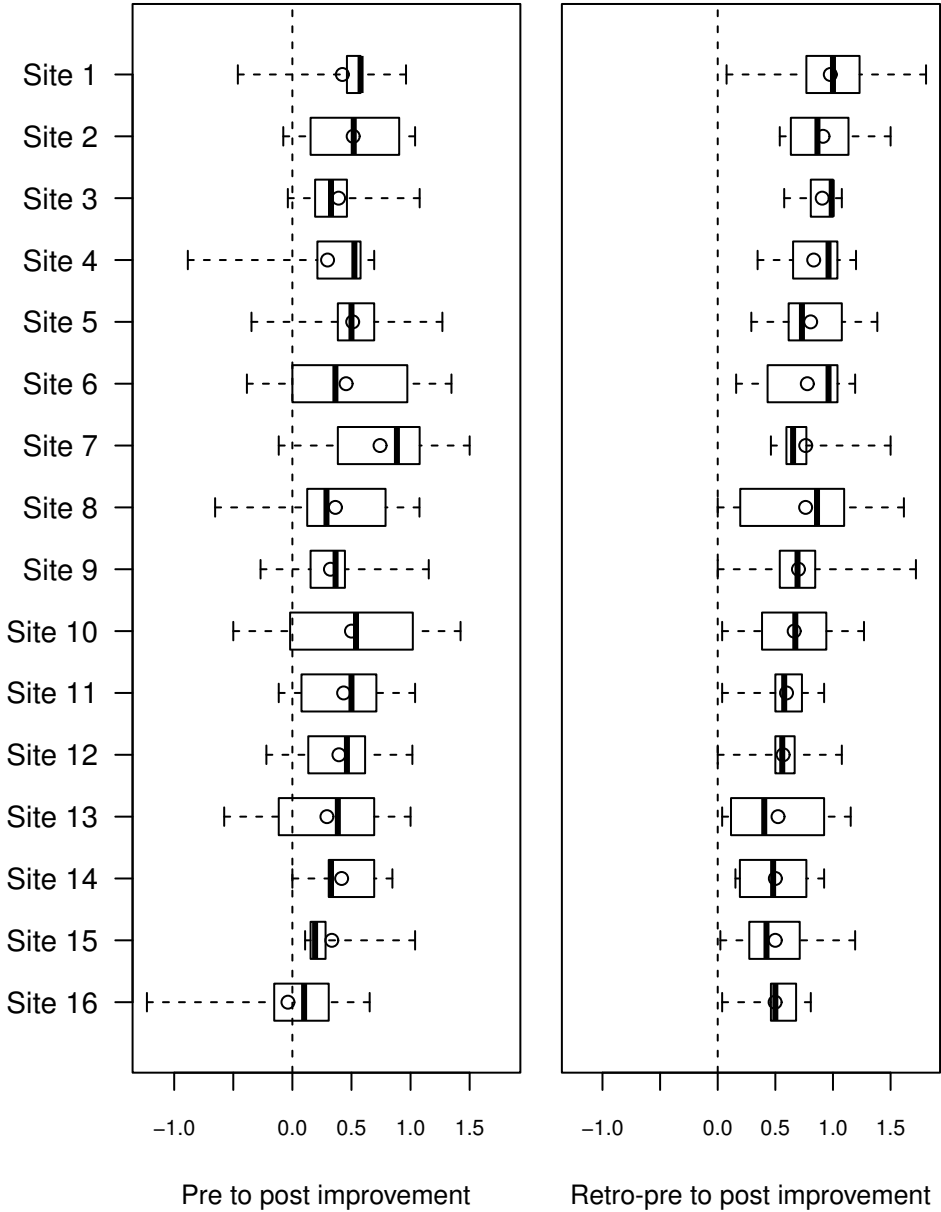 Site 1
Site 2
Site 3
Site 4
Site 5
Site 6
Site 7
Site 8
Site 9
Site 10
Site 11
Site 12
Site 13
Site 14
Site 15
Site 16
−1.0 0.0 0.5 1.0 1.5 −1.0 0.0 0.5 1.0 1.5
Pre to post improvement Retro-pre to post improvement